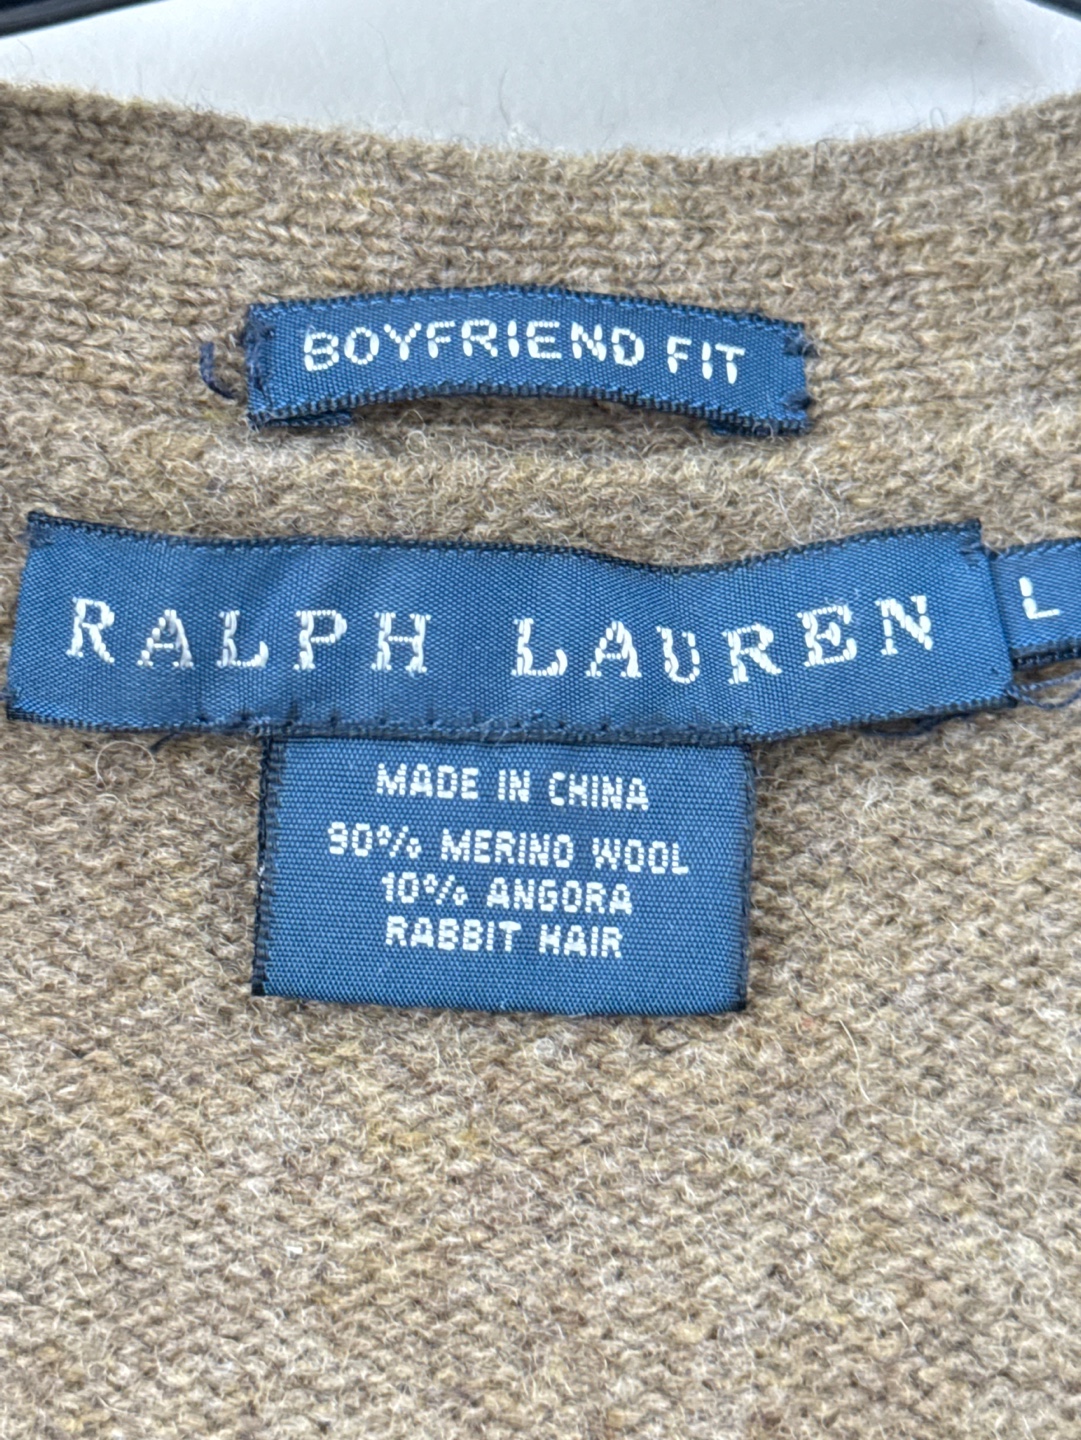 BOYFRIEND FIT
RALPH LAUREN
L
MADE IN CHINA
90% MERINO WOOL
10% ANGORA
RABBIT HAIR